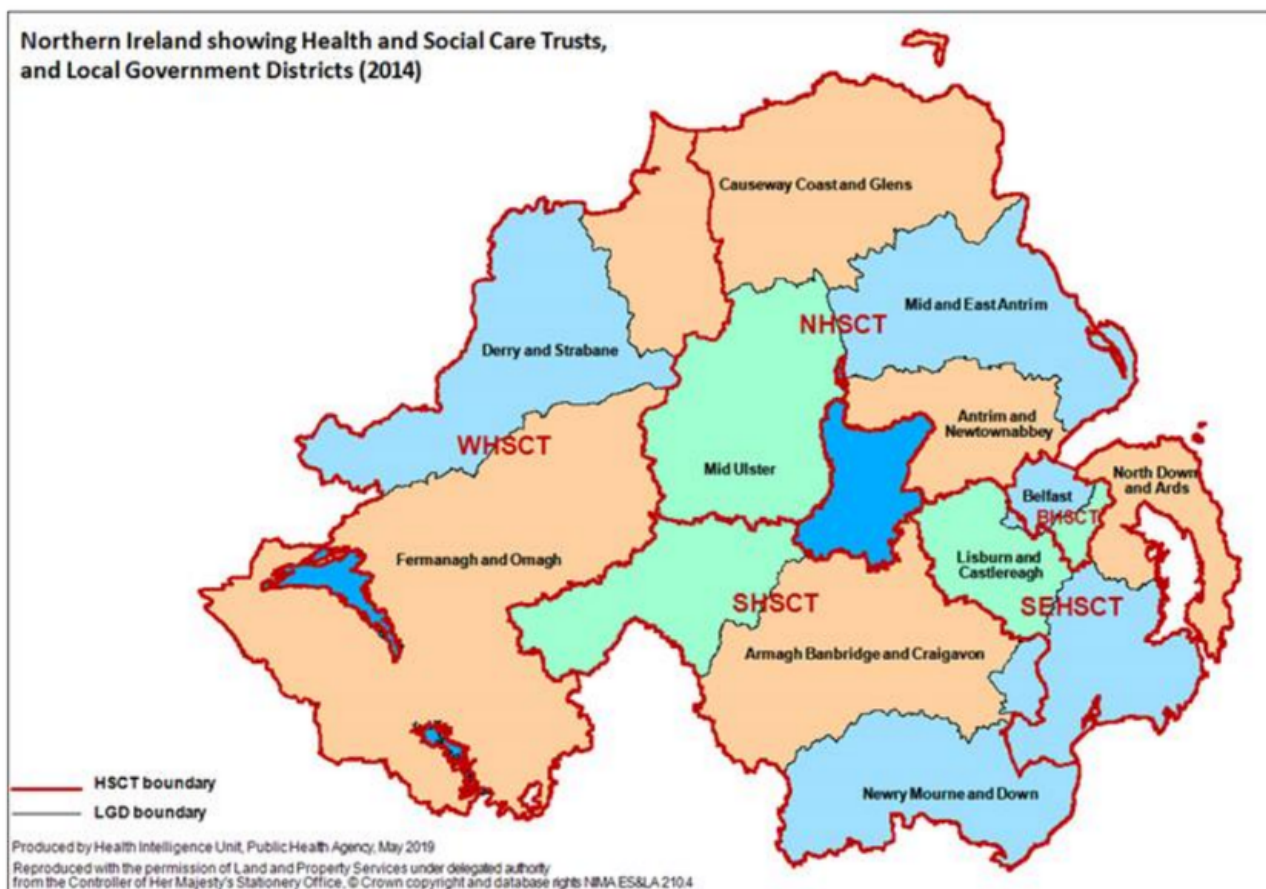 Northern Ireland showing Health and Social Care Trusts,
and Local Government Districts (2014)
Causeway Coast and Glens
Mid and East Antrim
NHSCT
Derry and Strabane
Antrim and
Newtownabbey
WHSCT
Mid Ulster
North Down
and Ards
Belfast
BHSCT
Fermanagh and Omagh
Lisburn and
Castlereagh
SHSCT
SEHSCT
Armagh Banbridge and Craigavon
HSCT boundary
Newry Mourne and Down
LGD boundary
Produced by Health Intelligence Unit, Public Health Agency, May 2019
Reproduced with the permission of Land and Property Services under delegated authority
from the Controller of Her Majesty's Stationery Office, © Crown copyright and database rights NIMA ES&LA 210.4